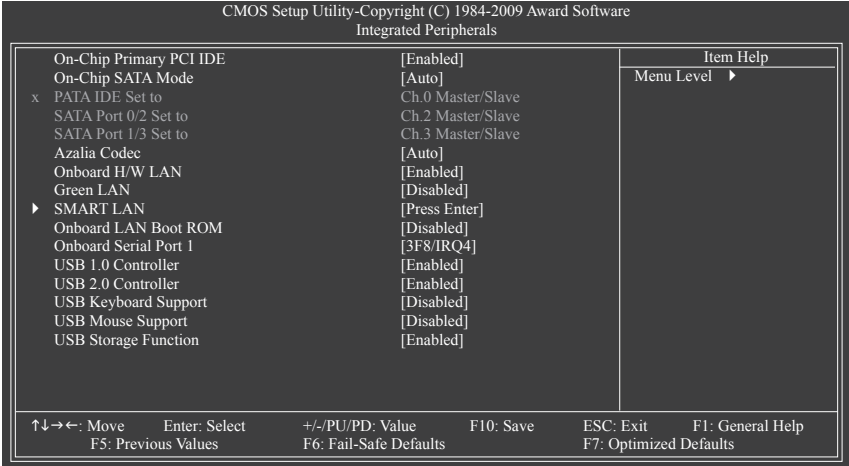 CMOS Setup Utility-Copyright (C) 1984-2009 Award Software
Integrated Peripherals
On-Chip Primary PCI IDE [Enabled]
On-Chip SATA Mode [Auto]
x PATA IDE Set to Ch.0 Master/Slave
SATA Port 0/2 Set to Ch.2 Master/Slave
SATA Port 1/3 Set to Ch.3 Master/Slave
Azalia Codec [Auto]
Onboard H/W LAN [Enabled]
Green LAN [Disabled]
SMART LAN [Press Enter]
Onboard LAN Boot ROM [Disabled]
Onboard Serial Port 1 [3F8/IRQ4]
USB 1.0 Controller [Enabled]
USB 2.0 Controller [Enabled]
USB Keyboard Support [Disabled]
USB Mouse Support [Disabled]
USB Storage Function [Enabled]
Item Help
Menu Level
↑↓→←: Move Enter: Select +/-/PU/PD: Value F10: Save ESC: Exit F1: General Help
F5: Previous Values F6: Fail-Safe Defaults F7: Optimized Defaults